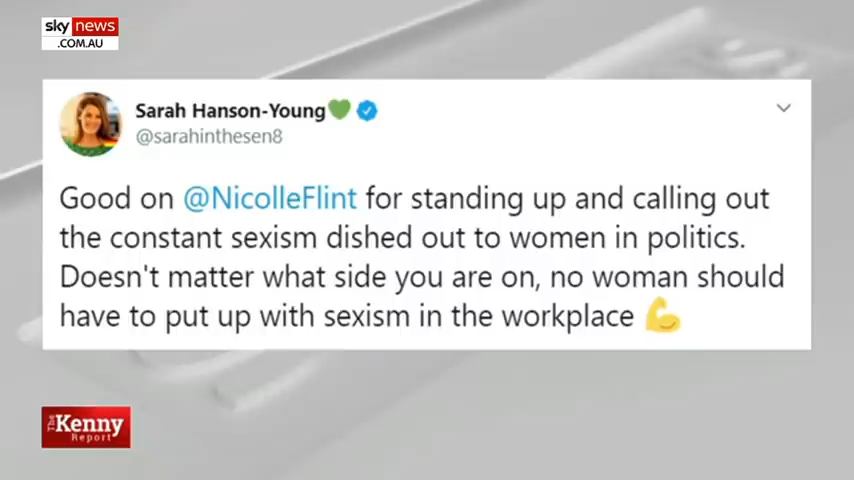 sky news
.COM.AU
Sarah Hanson-Young💚
@sarahinthesen8
Good on @NicolleFlint for standing up and calling out
the constant sexism dished out to women in politics.
Doesn't matter what side you are on, no woman should
have to put up with sexism in the workplace 💪
The Kenny
Report